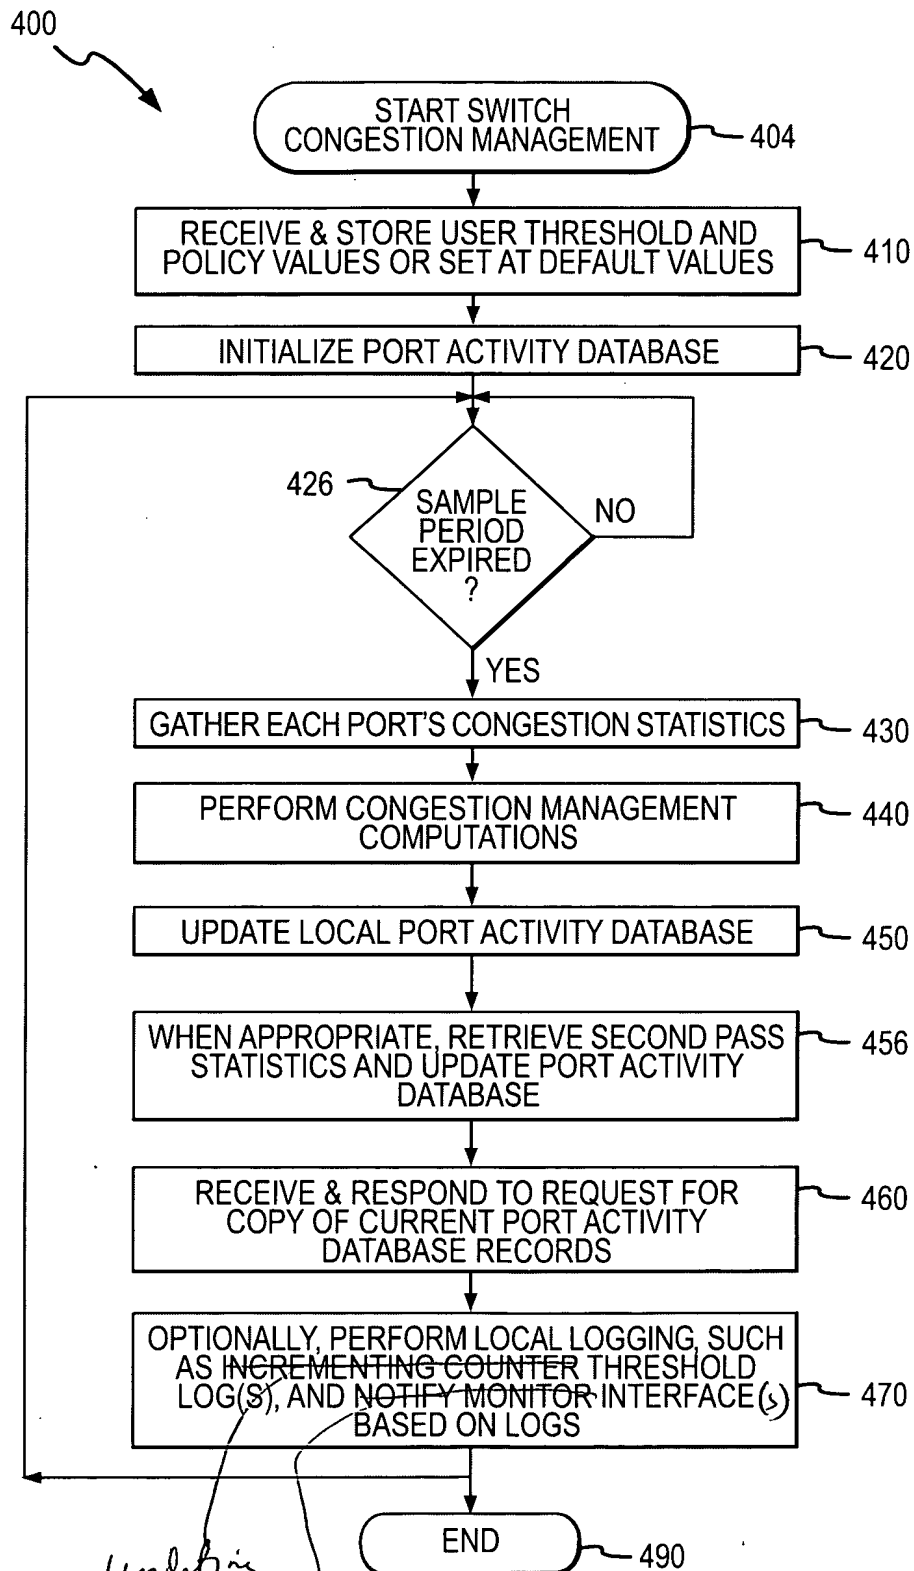 400
START SWITCH
CONGESTION MANAGEMENT
404
RECEIVE & STORE USER THRESHOLD AND
POLICY VALUES OR SET AT DEFAULT VALUES
410
INITIALIZE PORT ACTIVITY DATABASE
420
426
SAMPLE
PERIOD
EXPIRED
?
NO
YES
GATHER EACH PORT'S CONGESTION STATISTICS
430
PERFORM CONGESTION MANAGEMENT
COMPUTATIONS
440
UPDATE LOCAL PORT ACTIVITY DATABASE
450
WHEN APPROPRIATE, RETRIEVE SECOND PASS
STATISTICS AND UPDATE PORT ACTIVITY
DATABASE
456
RECEIVE & RESPOND TO REQUEST FOR
COPY OF CURRENT PORT ACTIVITY
DATABASE RECORDS
460
OPTIONALLY, PERFORM LOCAL LOGGING, SUCH
AS INCREMENTING COUNTER THRESHOLD
LOG(S), AND NOTIFY MONITOR INTERFACE(s)
BASED ON LOGS
470
END
490